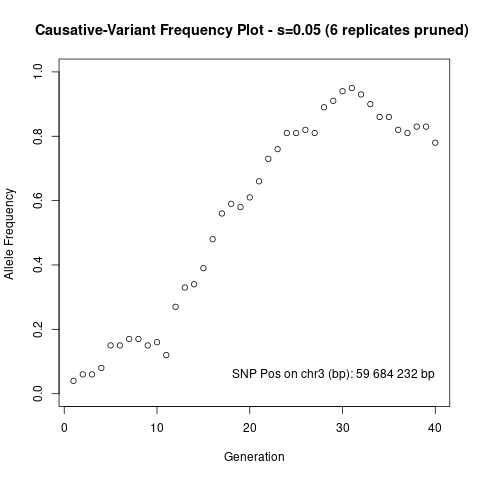 Causative-Variant Frequency Plot - s=0.05 (6 replicates pruned)
1.0
0.8
0.6
0.4
0.2
0.0
Allele Frequency
SNP Pos on chr3 (bp): 59 684 232 bp
0 10 20 30 40
Generation